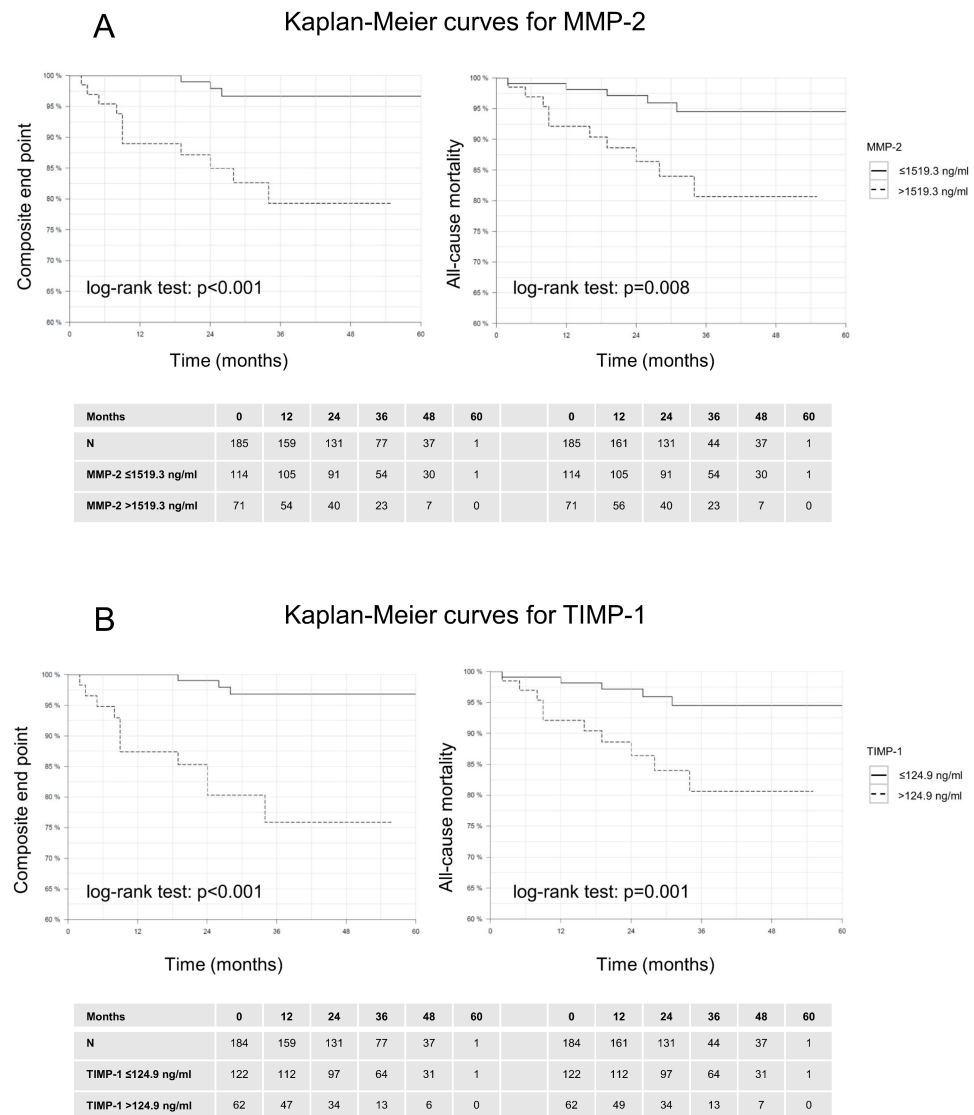 A
Kaplan-Meier curves for MMP-2
Composite end point
100 %
95 %
90 %
85 %
80 %
75 %
70 %
65 %
60 %
log-rank test: p<0.001
0 12 24 36 48 60
Time (months)
All-cause mortality
100 %
95 %
90 %
85 %
80 %
75 %
70 %
65 %
60 %
log-rank test: p=0.008
0 12 24 36 48 60
Time (months)
MMP-2
≤1519.3 ng/ml
>1519.3 ng/ml
Months 0 12 24 36 48 60 0 12 24 36 48 60
N 185 159 131 77 37 1 185 161 131 44 37 1
MMP-2 ≤1519.3 ng/ml 114 105 91 54 30 1 114 105 91 54 30 1
MMP-2 >1519.3 ng/ml 71 54 40 23 7 0 71 56 40 23 7 0
B
Kaplan-Meier curves for TIMP-1
Composite end point
100 %
95 %
90 %
85 %
80 %
75 %
70 %
65 %
60 %
log-rank test: p<0.001
0 12 24 36 48 60
Time (months)
All-cause mortality
100 %
95 %
90 %
85 %
80 %
75 %
70 %
65 %
60 %
log-rank test: p=0.001
0 12 24 36 48 60
Time (months)
TIMP-1
≤124.9 ng/ml
>124.9 ng/ml
Months 0 12 24 36 48 60 0 12 24 36 48 60
N 184 159 131 77 37 1 184 161 131 44 37 1
TIMP-1 ≤124.9 ng/ml 122 112 97 64 31 1 122 112 97 64 31 1
TIMP-1 >124.9 ng/ml 62 47 34 13 6 0 62 49 34 13 7 0